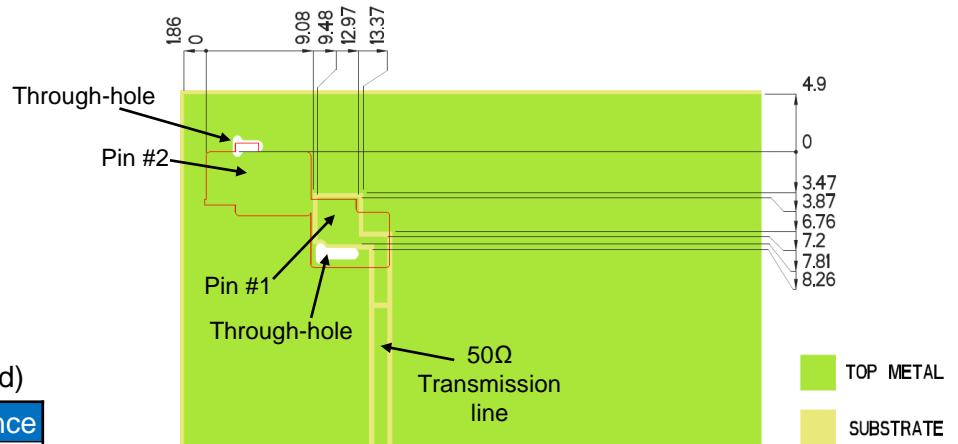 1.86
0
9.08
9.48
12.97
13.37
4.9
0
3.47
3.87
6.76
7.2
7.81
8.26
Through-hole
Pin #2
Pin #1
Through-hole
50Ω
Transmission
line
d)
nce
TOP METAL
SUBSTRATE